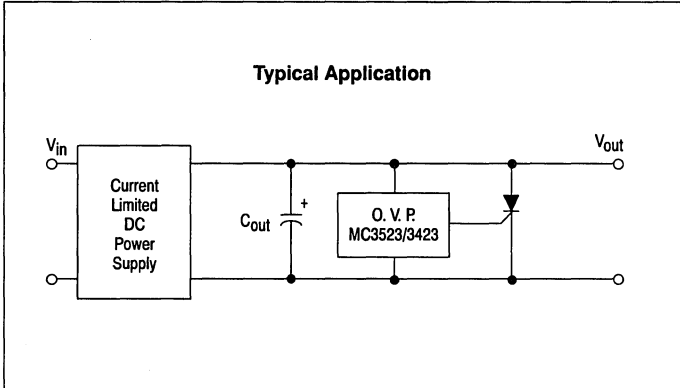 Typical Application
Vin
Vout
Current
Limited
DC
Power
Supply
Cout
+
O. V. P.
MC3523/3423